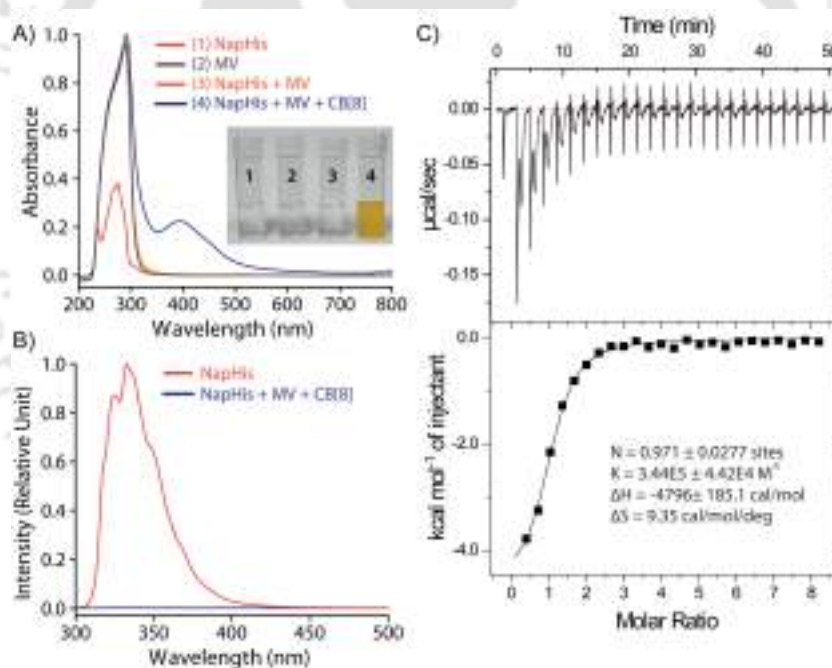 A)
1.0
0.8
0.6
0.4
0.2
0.0
Absorbance
200 300 400 500 600 700 800
Wavelength (nm)
(1) NapHis
(2) MV
(3) NapHis + MV
(4) NapHis + MV + CB[8]
1 2 3 4
B)
1.0
0.8
0.6
0.4
0.2
0.0
Intensity (Relative Unit)
300 350 400 450 500
Wavelength (nm)
NapHis
NapHis + MV + CB[8]
C)
Time (min)
0 10 20 30 40 50
0.00
-0.05
-0.10
-0.15
µcal/sec
0.0
-2.0
-4.0
kcal mol⁻¹ of injectant
N = 0.971 ± 0.0277 sites
K = 3.44E5 ± 4.42E4 M⁻¹
ΔH = -4796± 185.1 cal/mol
ΔS = 9.35 cal/mol/deg
0 1 2 3 4 5 6 7 8
Molar Ratio